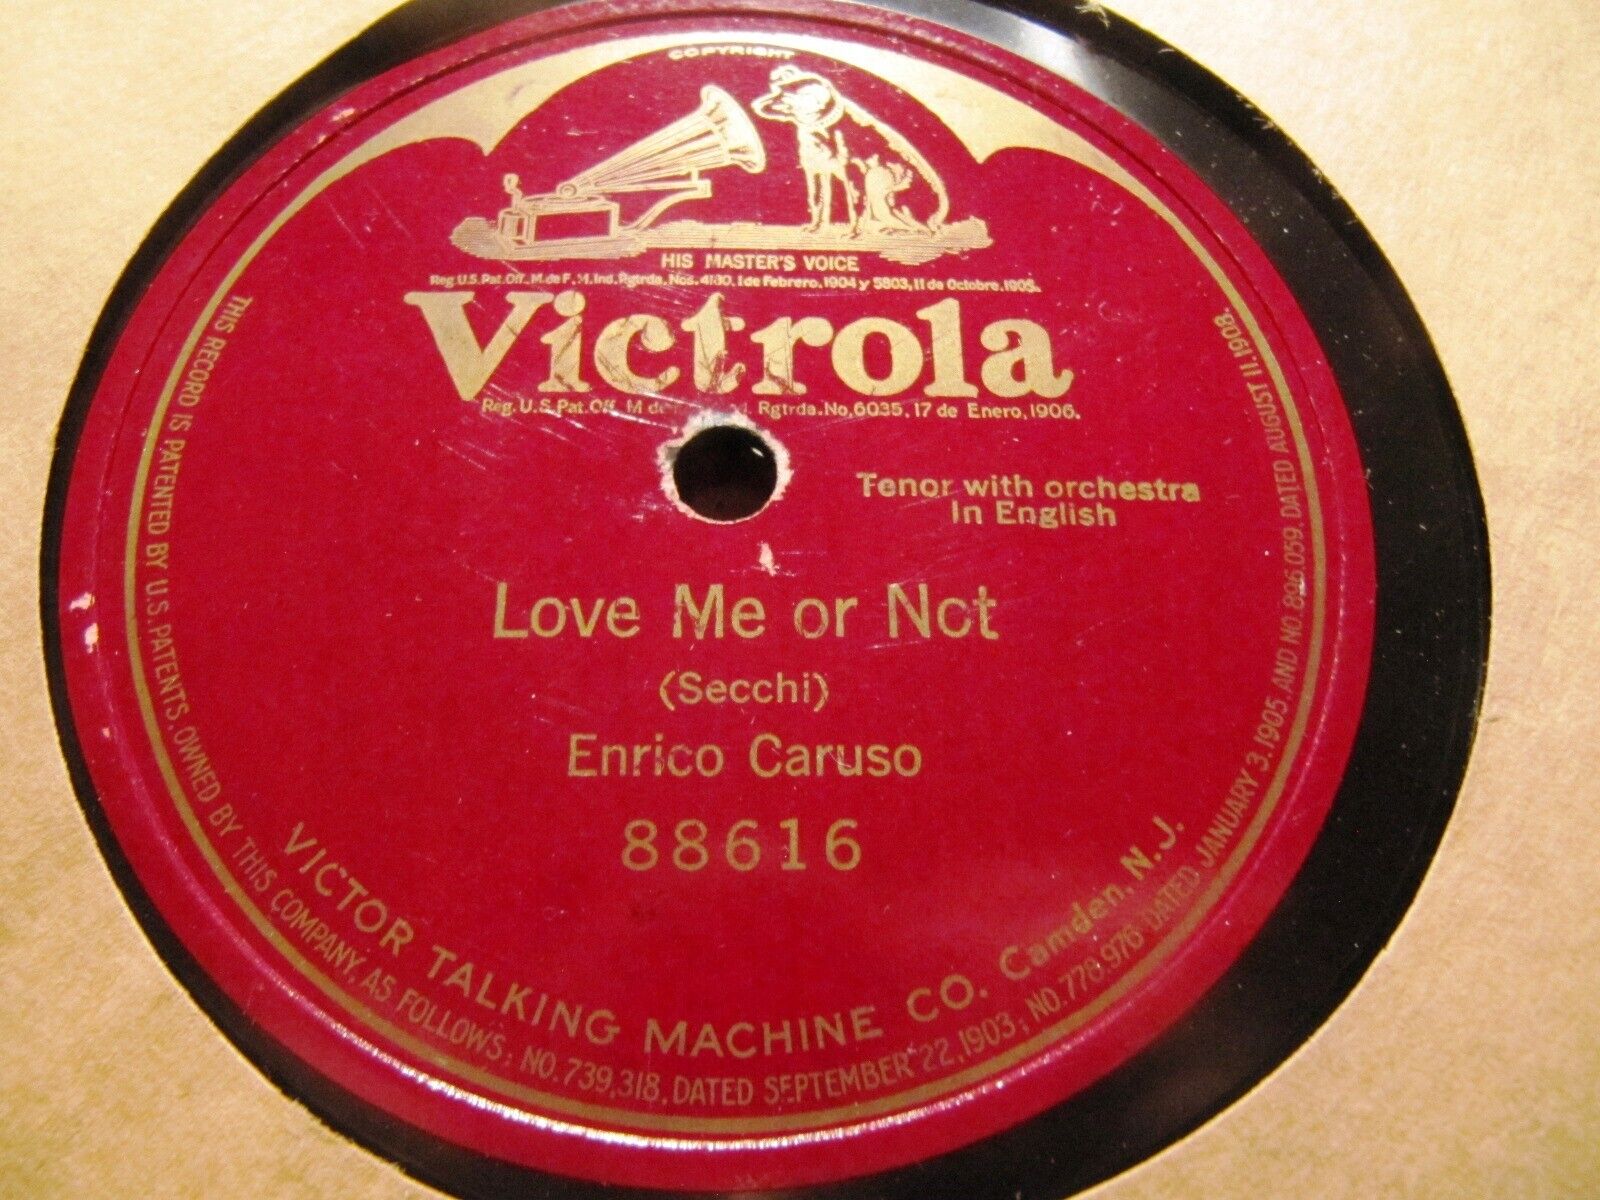 COPYRIGHT
HIS MASTER'S VOICE
Reg.U.S.Pat.Off. M.de F.M.Ind.Rgtrda.Nos.4130.1de Febrero,1904 y 5803,11 de Octobre,1905.
Victrola
Reg.U.S.Pat.Off. M de Rgtrda.No.6035,17 de Enero,1906.
Tenor with orchestra
In English
Love Me or Not
(Secchi)
Enrico Caruso
88616
VICTOR TALKING MACHINE CO. Camden, N.J.
THIS RECORD IS PATENTED BY U.S.PATENTS, OWNED BY THIS COMPANY, AS FOLLOWS; NO.739,318, DATED SEPTEMBER 22,1903; NO.778,976 DATED JANUARY 3,1905, AND NO.896,059, DATED AUGUST 11,1908.